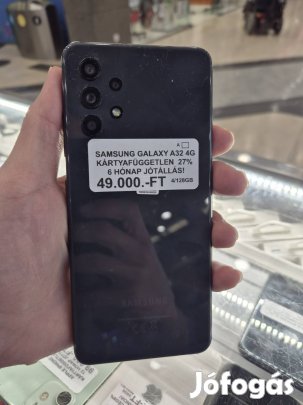 A
SAMSUNG GALAXY A32 4G
KÁRTYAFÜGGETLEN 27%
6 HÓNAP JÓTÁLLÁS!
49.000.-FT 4/128GB
SAMSUNG
Jófogás